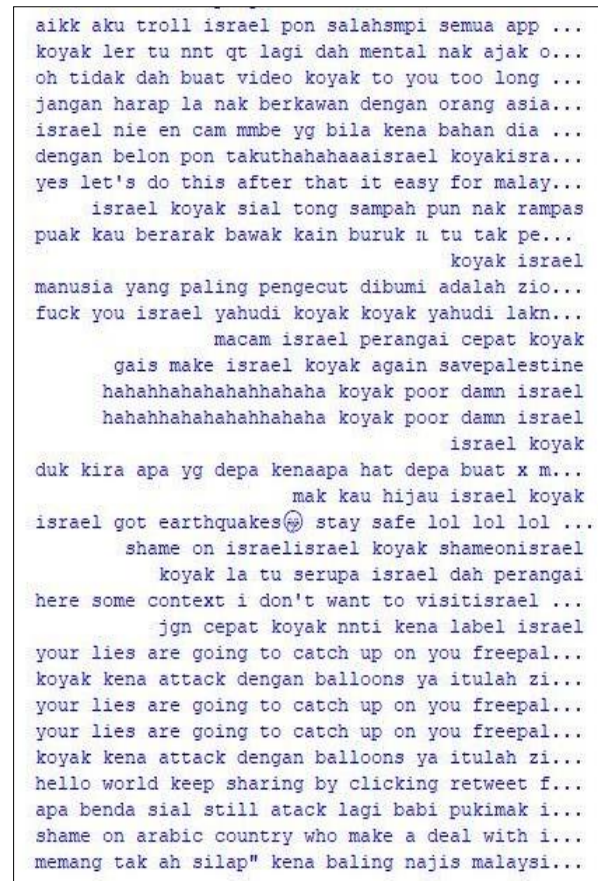 aikk aku troll israel pon salahsmpi semua app ...
koyak ler tu nnt qt lagi dah mental nak ajak o...
oh tidak dah buat video koyak to you too long ...
jangan harap la nak berkawan dengan orang asia...
israel nie en cam mmbe yg bila kena bahan dia ...
dengan belon pon takuthahahaaaisrael koyakisra...
yes let's do this after that it easy for malay...
israel koyak sial tong sampah pun nak rampas
puak kau berarak bawak kain buruk tu tak pe...
koyak israel
manusia yang paling pengecut dibumi adalah zio...
fuck you israel yahudi koyak koyak yahudi lakn...
macam israel perangai cepat koyak
gais make israel koyak again savepalestine
hahahhahahahahhahaha koyak poor damn israel
hahahhahahahahhahaha koyak poor damn israel
israel koyak
duk kira apa yg depa kenaapa hat depa buat x m...
mak kau hijau israel koyak
israel got earthquakes stay safe lol lol lol ...
shame on israelisrael koyak shameonisrael
koyak la tu serupa israel dah perangai
here some context i don't want to visitisrael ...
jgn cepat koyak nnti kena label israel
your lies are going to catch up on you freepal...
koyak kena attack dengan balloons ya itulah zi...
your lies are going to catch up on you freepal...
your lies are going to catch up on you freepal...
koyak kena attack dengan balloons ya itulah zi...
hello world keep sharing by clicking retweet f...
apa benda sial still atack lagi babi pukimak i...
shame on arabic country who make a deal with i...
memang tak ah silap" kena baling najis malaysi...